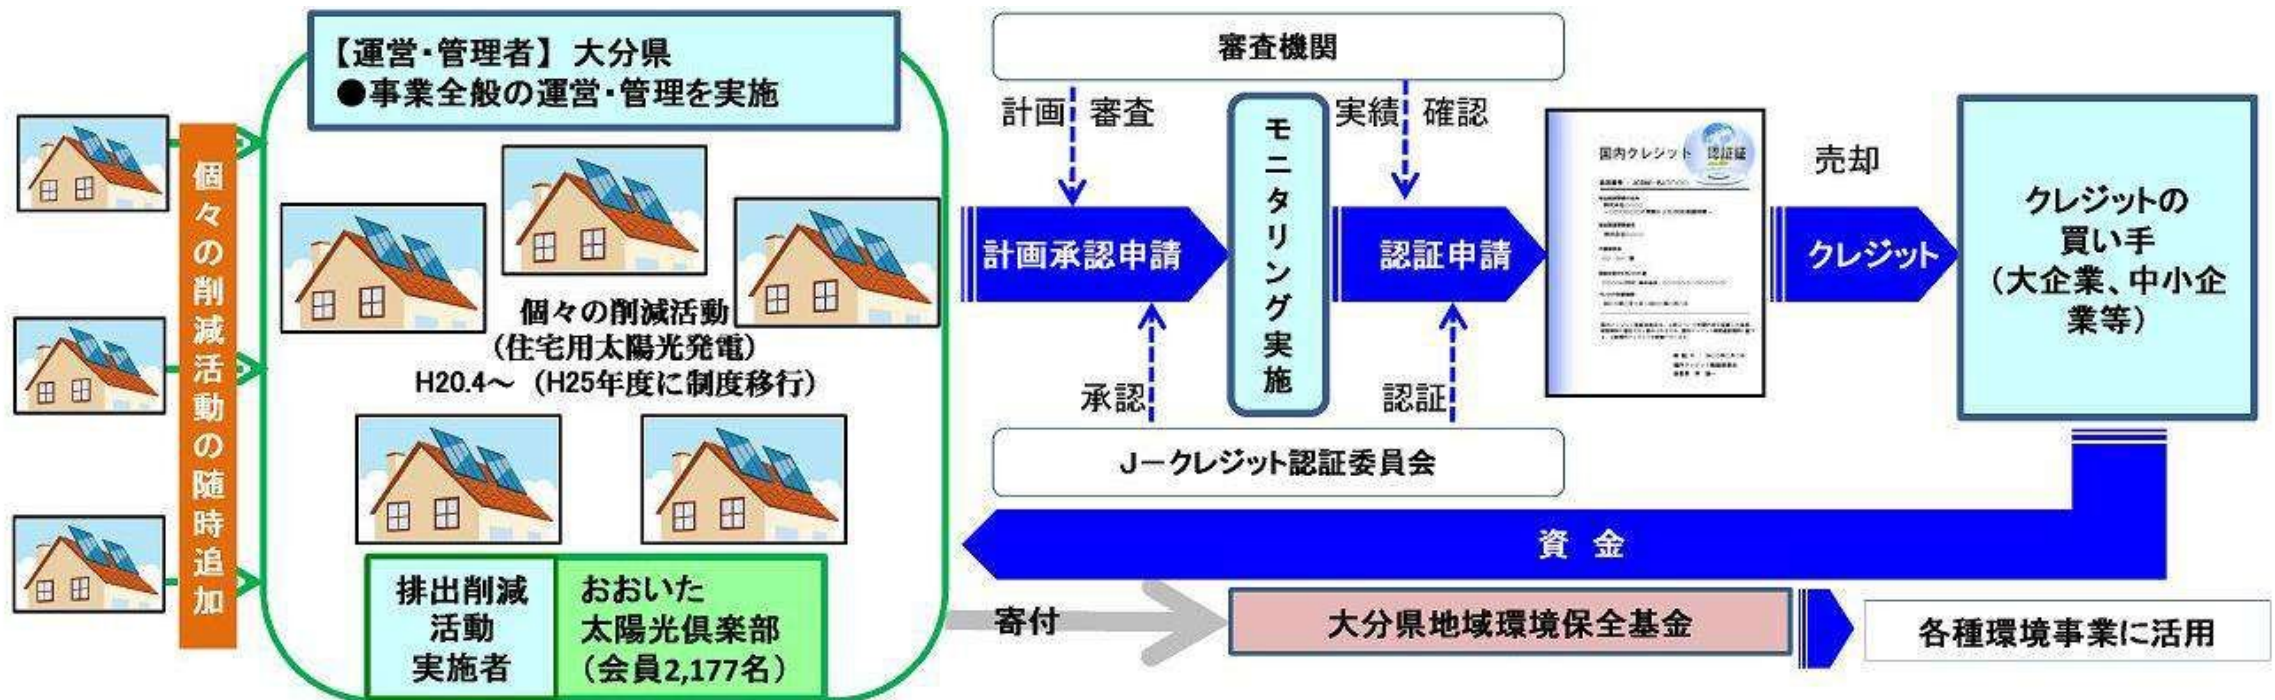 【運営・管理者】大分県
●事業全般の運営・管理を実施
個々の削減活動の随時追加
個々の削減活動
（住宅用太陽光発電）
H20.4～（H25年度に制度移行）
排出削減
活動
実施者
おおいた
太陽光俱楽部
（会員2,177名）
審査機関
計画 審査
実績 確認
計画承認申請
モニタリング実施
認証申請
承認
認証
J－クレジット認証委員会
国内クレジット 認証証
売却
クレジット
クレジットの
買い手
（大企業、中小企
業等）
資 金
寄付
大分県地域環境保全基金
各種環境事業に活用